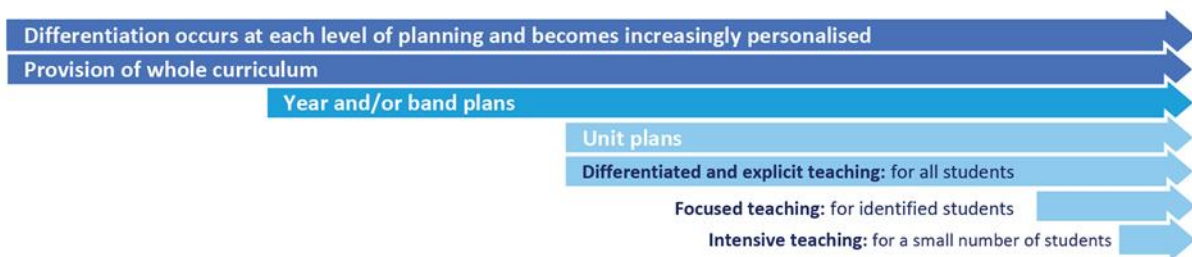 Differentiation occurs at each level of planning and becomes increasingly personalised
Provision of whole curriculum
Year and/or band plans
Unit plans
Differentiated and explicit teaching: for all students
Focused teaching: for identified students
Intensive teaching: for a small number of students